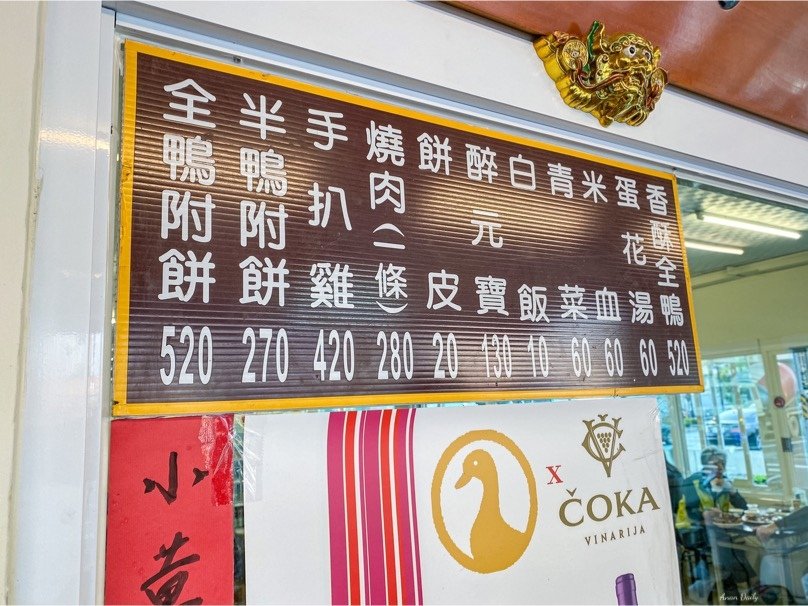 全鴨附餅 520
半鴨附餅 270
手扒雞 420
燒肉(一條) 280
餅皮 20
醉元寶 130
白飯 10
青菜 60
米血 60
蛋花湯 60
香酥全鴨 520
小黃
X
ČOKA
VINARIJA
Anan Daily